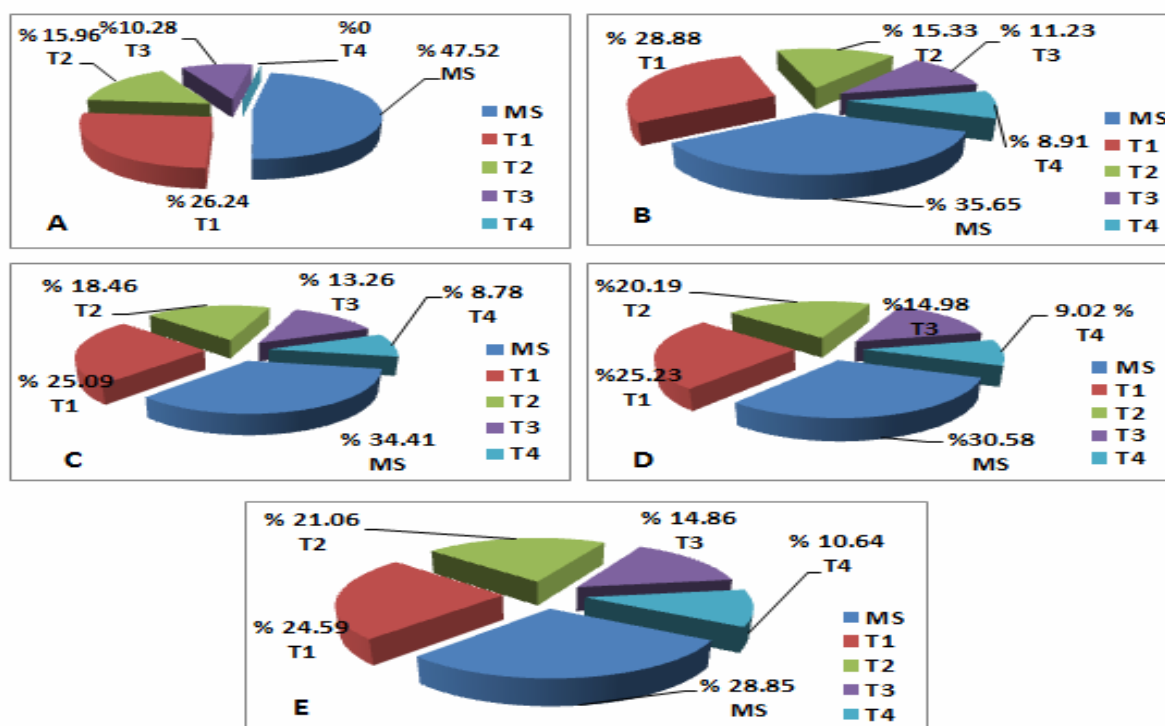 %10.28
T3
%0
T4
% 15.96
T2
% 47.52
MS
MS
T1
T2
T3
T4
% 26.24
T1
A
% 28.88
T1
% 15.33
T2
% 11.23
T3
MS
T1
T2
T3
T4
% 8.91
T4
% 35.65
MS
B
% 18.46
T2
% 13.26
T3
% 8.78
T4
MS
T1
T2
T3
T4
% 25.09
T1
% 34.41
MS
C
%20.19
T2
%14.98
T3
9.02 %
T4
MS
T1
T2
T3
T4
%25.23
T1
%30.58
MS
D
% 21.06
T2
% 14.86
T3
% 10.64
T4
MS
T1
T2
T3
T4
% 24.59
T1
% 28.85
MS
E